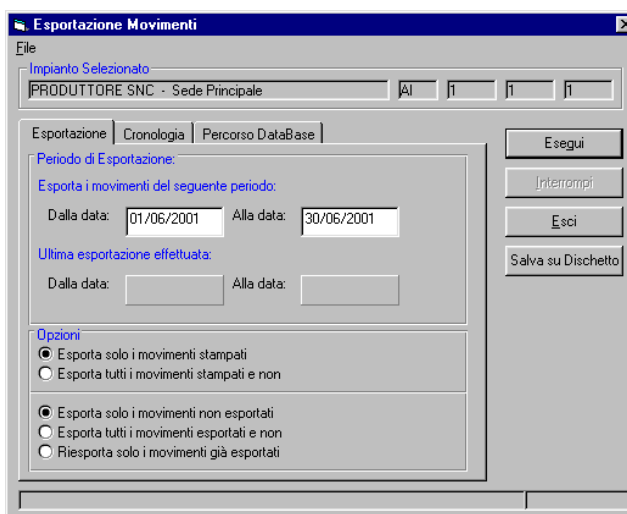 Esportazione Movimenti
File
Impianto Selezionato
PRODUTTORE SNC - Sede Principale AI 1 1 1
Esportazione Cronologia Percorso DataBase
Periodo di Esportazione:
Esporta i movimenti del seguente periodo:
Dalla data: 01/06/2001 Alla data: 30/06/2001
Ultima esportazione effettuata:
Dalla data: Alla data:
Opzioni
Esporta solo i movimenti stampati
Esporta tutti i movimenti stampati e non
Esporta solo i movimenti non esportati
Esporta tutti i movimenti esportati e non
Riesporta solo i movimenti già esportati
Esegui
Interrompi
Esci
Salva su Dischetto